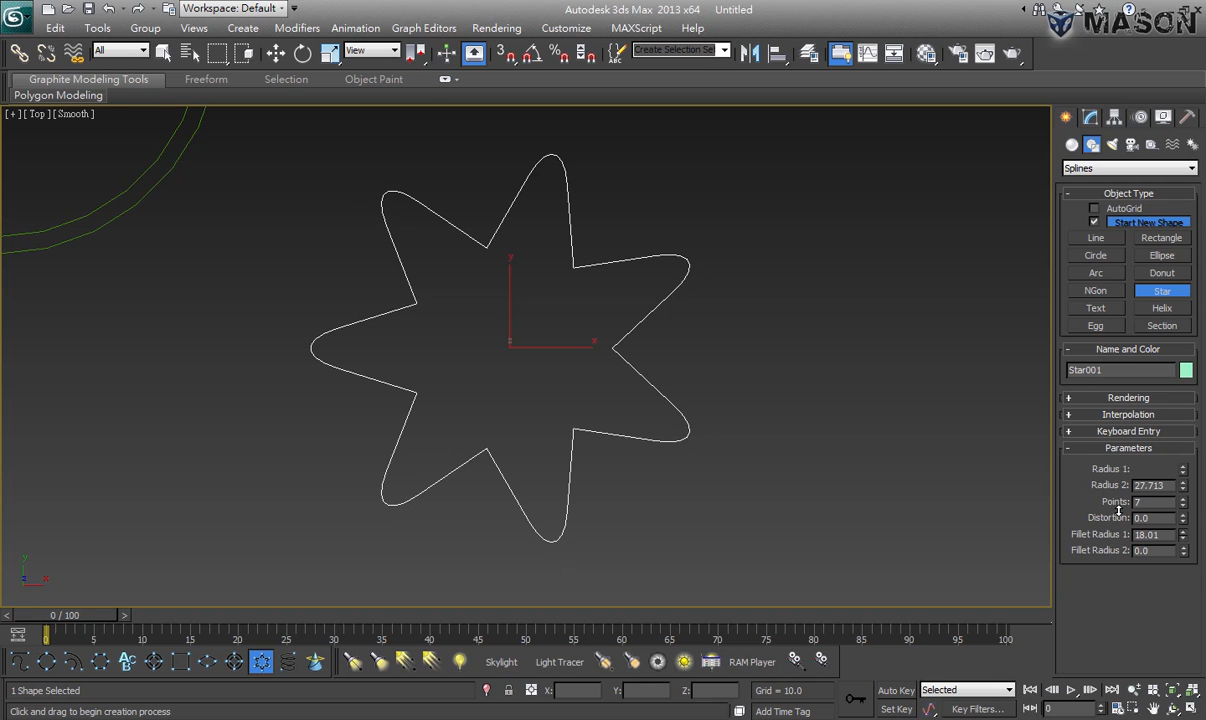 Workspace: Default
Autodesk 3ds Max 2013 x64 Untitled
MASON
Edit Tools Group Views Create Modifiers Animation Graph Editors Rendering Customize MAXScript Help
All
View
3
Create Selection Se
Graphite Modeling Tools Freeform Selection Object Paint
Polygon Modeling
[ + ] [ Top ] [ Smooth ]
Splines
- Object Type
AutoGrid
Start New Shape
Line Rectangle
Circle Ellipse
Arc Donut
NGon Star
Text Helix
Egg Section
- Name and Color
Star001
+ Rendering
+ Interpolation
+ Keyboard Entry
- Parameters
Radius 1:
Radius 2: 27.713
Points: 7
Distortion: 0.0
Fillet Radius 1: 18.01
Fillet Radius 2: 0.0
y
x
z
y
x
< 0 / 100 >
0 5 10 15 20 25 30 35 40 45 50 55 60 65 70 75 80 85 90 95 100
Skylight Light Tracer RAM Player
1 Shape Selected X: Y: Z: Grid = 10.0 Auto Key Selected
Click and drag to begin creation process Add Time Tag Set Key Key Filters... 0